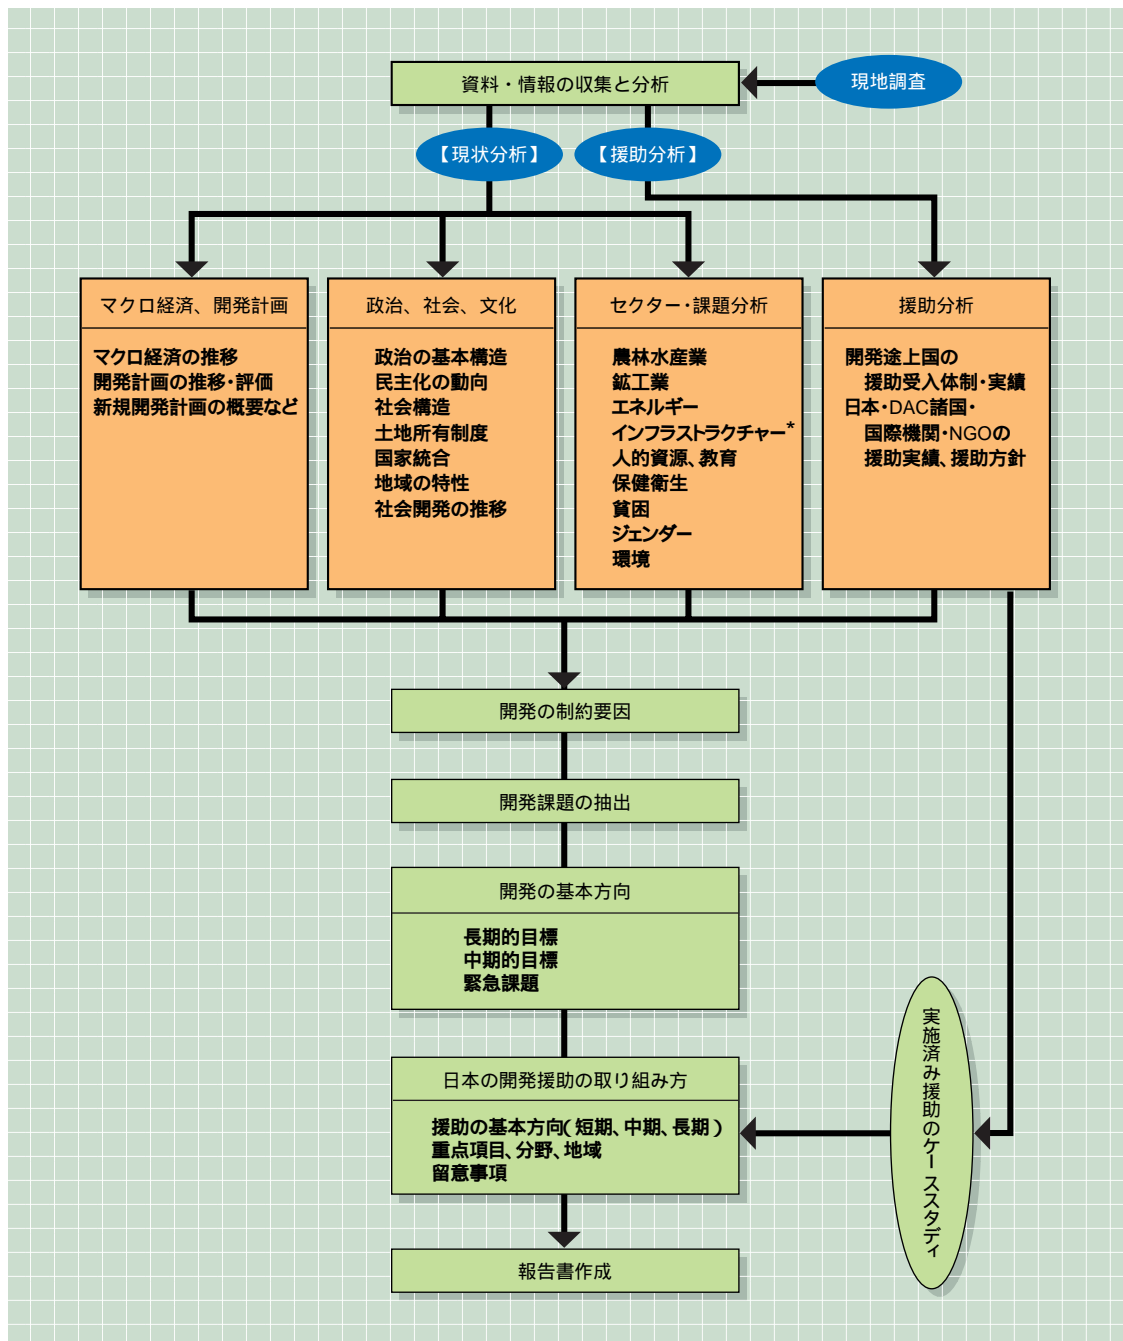 資料・情報の収集と分析
現地調査
【現状分析】
【援助分析】
マクロ経済、開発計画
マクロ経済の推移
開発計画の推移・評価
新規開発計画の概要など
政治、社会、文化
政治の基本構造
民主化の動向
社会構造
土地所有制度
国家統合
地域の特性
社会開発の推移
セクター・課題分析
農林水産業
鉱工業
エネルギー
インフラストラクチャー*
人的資源、教育
保健衛生
貧困
ジェンダー
環境
援助分析
開発途上国の
援助受入体制・実績
日本・DAC諸国・
国際機関・NGOの
援助実績、援助方針
開発の制約要因
開発課題の抽出
開発の基本方向
長期的目標
中期的目標
緊急課題
日本の開発援助の取り組み方
援助の基本方向(短期、中期、長期)
重点項目、分野、地域
留意事項
実施済み援助のケーススタディ
報告書作成